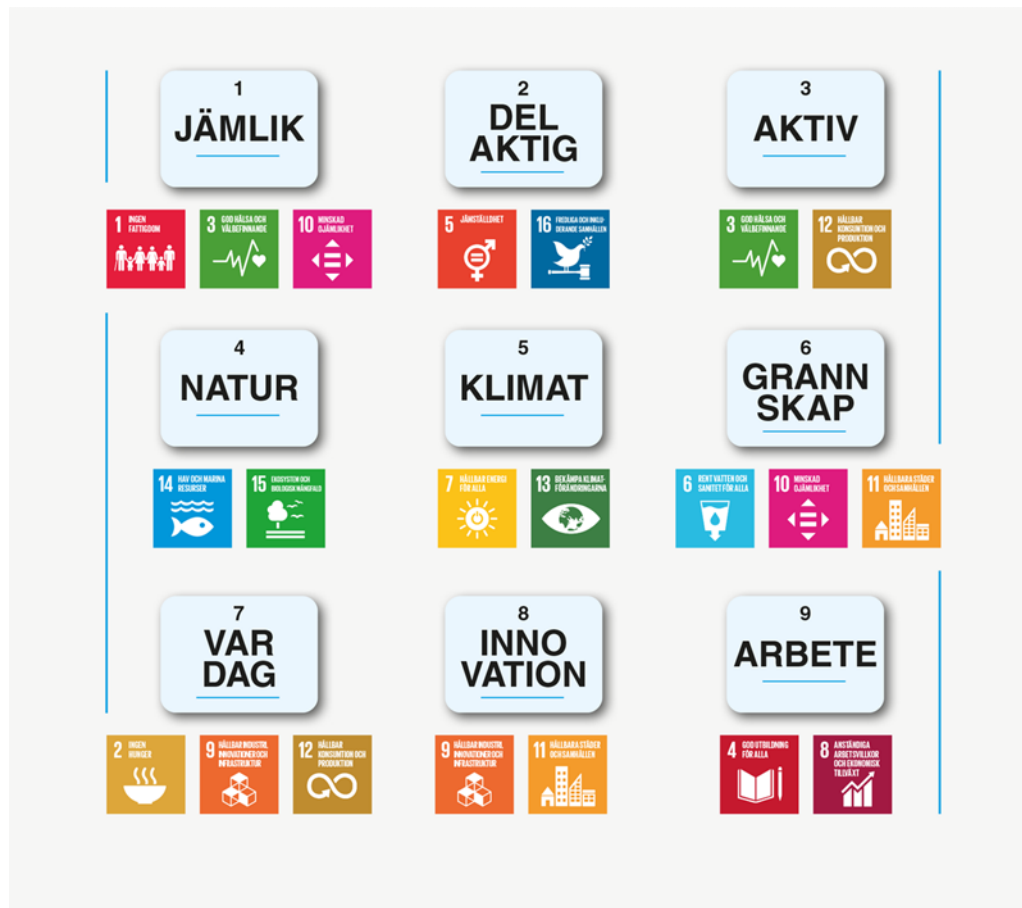 1
JÄMLIK
2
DEL
AKTIG
3
AKTIV
1 INGEN
FATTIGDOM
3 GOD HÄLSA OCH
VÄLBEFINNANDE
10 MINSKAD
OJÄMLIKHET
5 JÄMSTÄLLDHET
16 FREDLIGA OCH INKLU-
DERANDE SAMHÄLLEN
3 GOD HÄLSA OCH
VÄLBEFINNANDE
12 HÅLLBAR
KONSUMTION OCH
PRODUKTION
4
NATUR
5
KLIMAT
6
GRANN
SKAP
14 HAV OCH MARINA
RESURSER
15 EKOSYSTEM OCH
BIOLOGISK MÅNGFALD
7 HÅLLBAR ENERGI
FÖR ALLA
13 BEKÄMPA KLIMAT-
FÖRÄNDRINGARNA
6 RENT VATTEN OCH
SANITET FÖR ALLA
10 MINSKAD
OJÄMLIKHET
11 HÅLLBARA STÄDER
OCH SAMHÄLLEN
7
VAR
DAG
8
INNO
VATION
9
ARBETE
2 INGEN
HUNGER
9 HÅLLBAR INDUSTRI,
INNOVATIONER OCH
INFRASTRUKTUR
12 HÅLLBAR
KONSUMTION OCH
PRODUKTION
9 HÅLLBAR INDUSTRI,
INNOVATIONER OCH
INFRASTRUKTUR
11 HÅLLBARA STÄDER
OCH SAMHÄLLEN
4 GOD UTBILDNING
FÖR ALLA
8 ANSTÄNDIGA
ARBETSVILLKOR
OCH EKONOMISK
TILLVÄXT